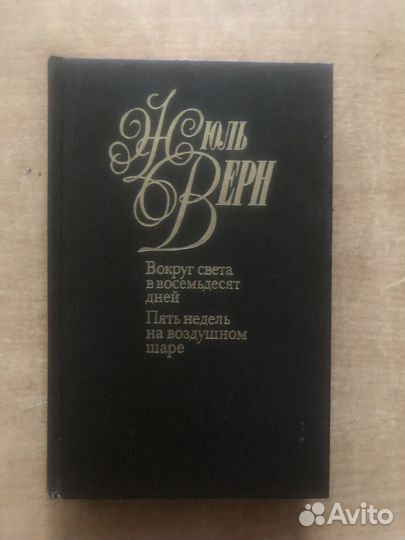 Жюль
Верн
Вокруг света
в восемьдесят
дней
Пять недель
на воздушном
шаре
Avito